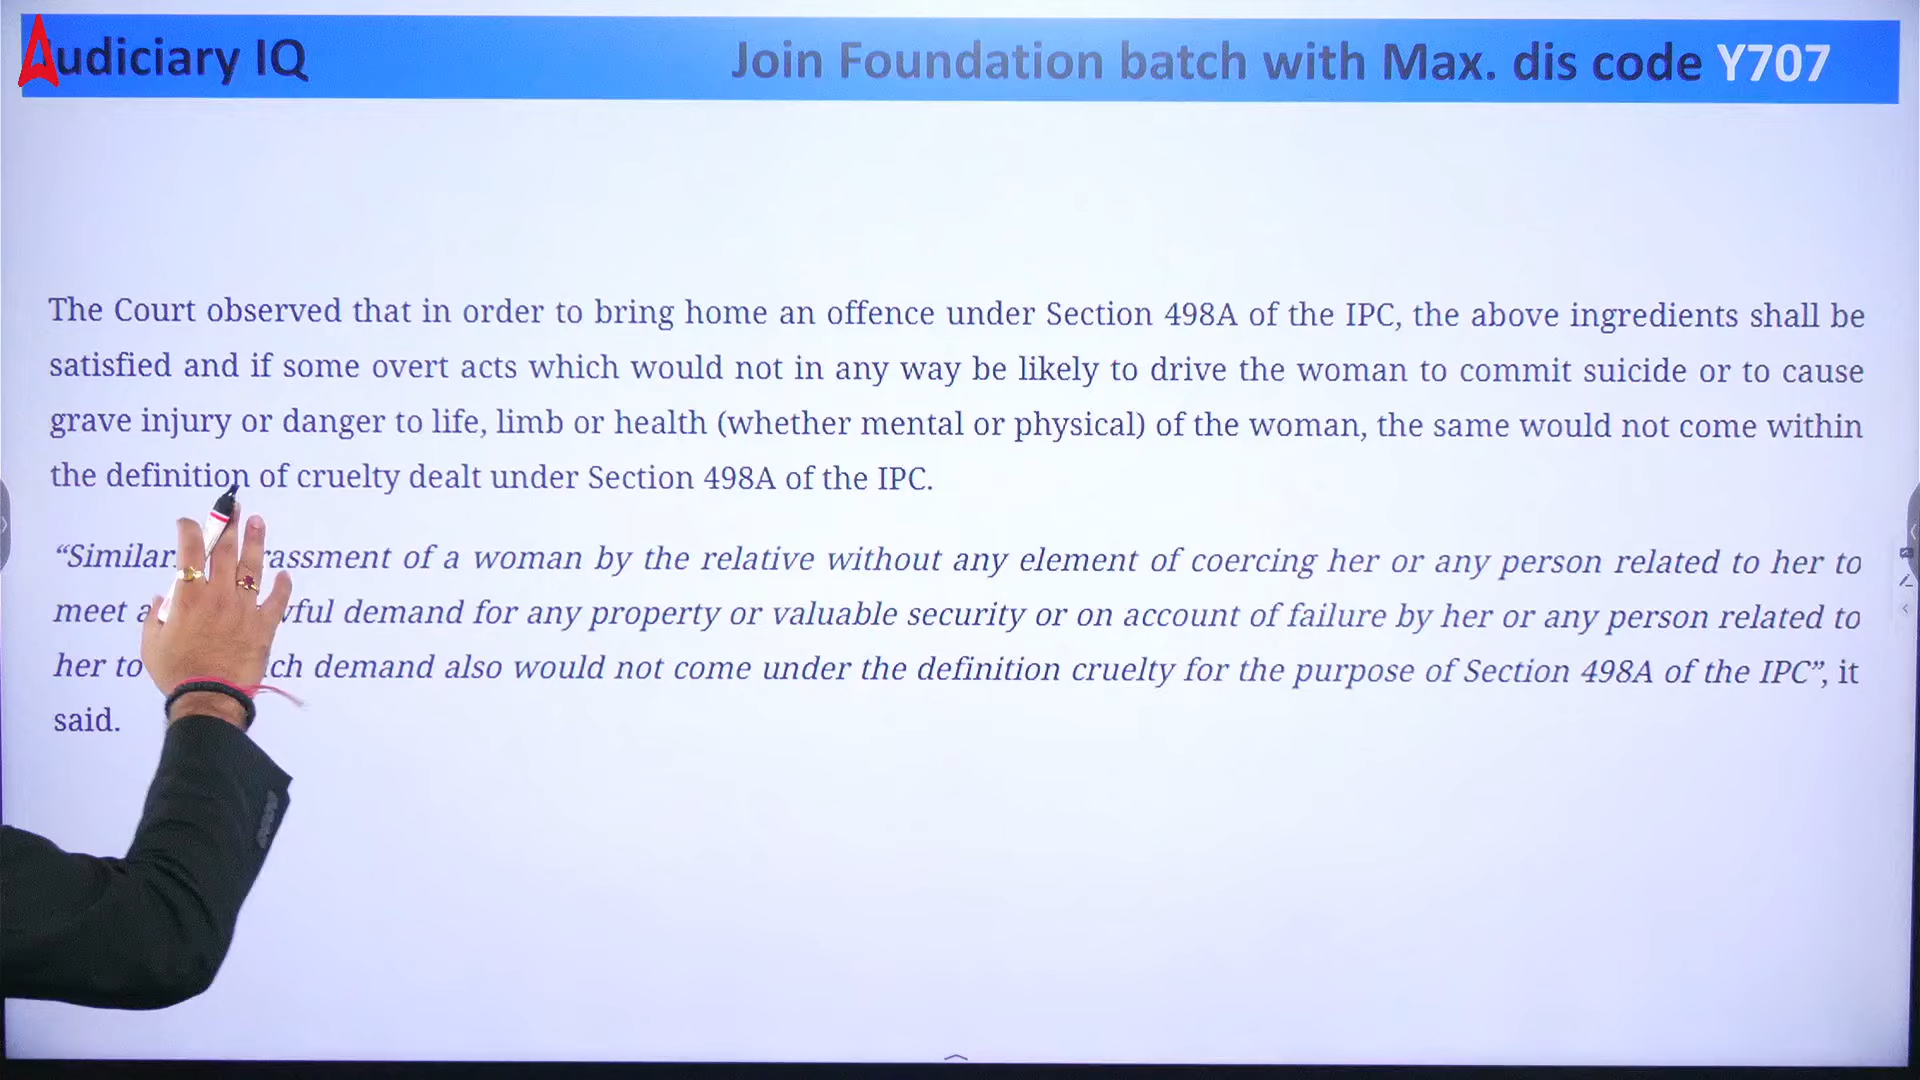 udiciary IQ
Join Foundation batch with Max. dis code Y707
The Court observed that in order to bring home an offence under Section 498A of the IPC, the above ingredients shall be
satisfied and if some overt acts which would not in any way be likely to drive the woman to commit suicide or to cause
grave injury or danger to life, limb or health (whether mental or physical) of the woman, the same would not come within
the definition of cruelty dealt under Section 498A of the IPC.
of a woman by the relative without any element of coercing her or any person related to her to
meet demand for any property or valuable security or on account of failure by her or any person related to
her to demand also would not come under the definition cruelty for the purpose of Section 498A of the IPC”, it
said.